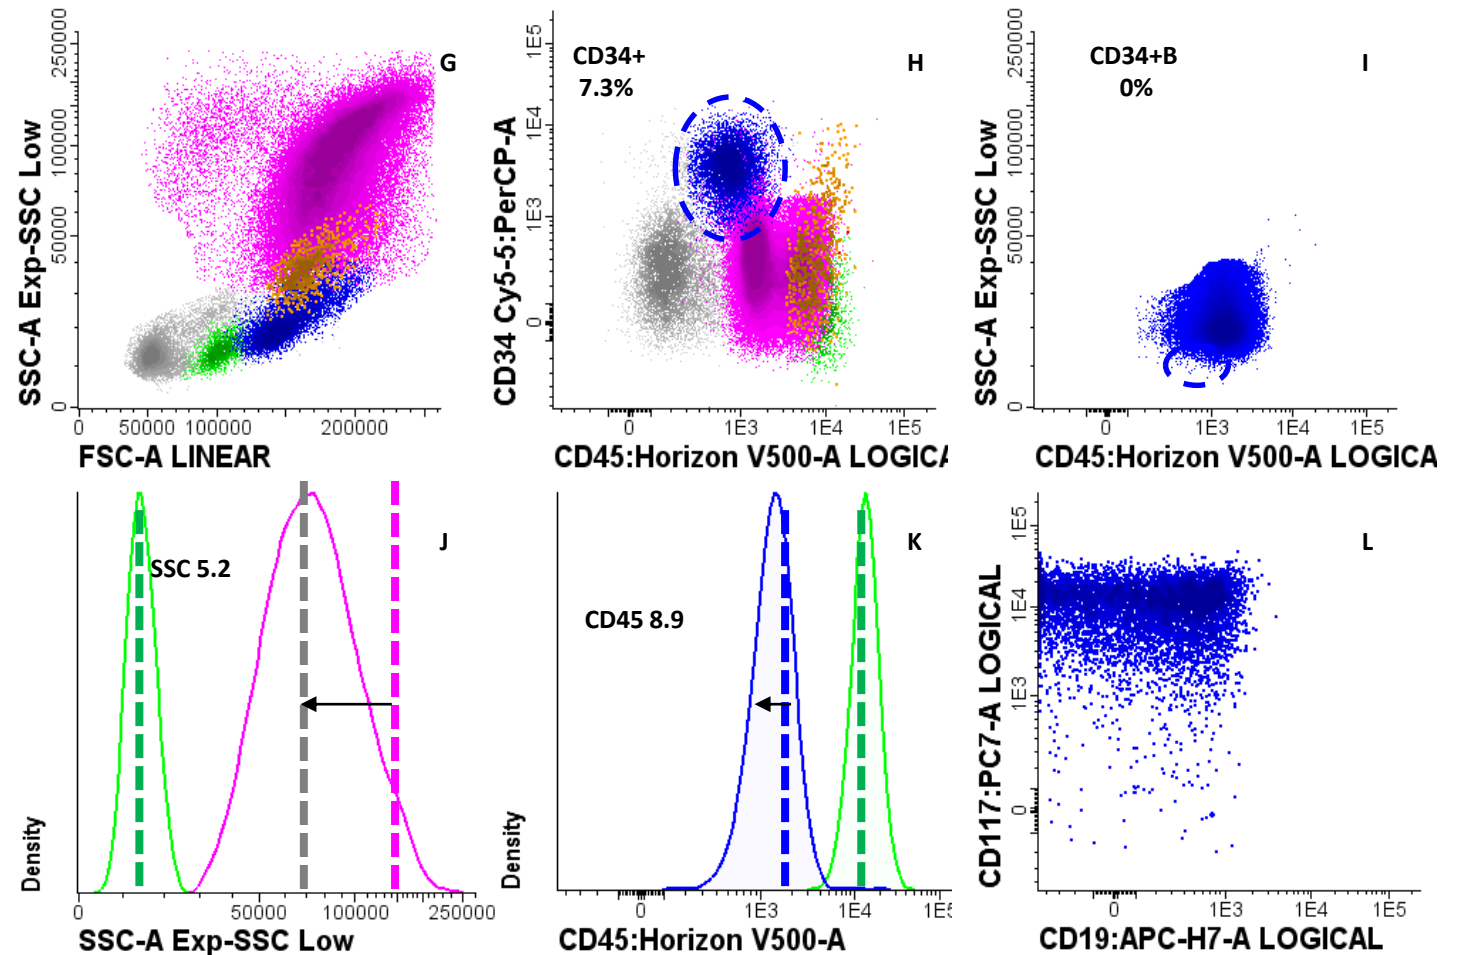 G
SSC-A Exp-SSC Low
250000
100000
50000
0
0 50000 100000 200000
FSC-A LINEAR
CD34+
7.3%
H
CD34 Cy5-5:PerCP-A
1E5
1E4
1E3
0
0 1E3 1E4 1E5
CD45:Horizon V500-A LOGICA
CD34+B
0%
I
SSC-A Exp-SSC Low
250000
100000
50000
0
0 1E3 1E4 1E5
CD45:Horizon V500-A LOGICA
J
SSC 5.2
Density
0 50000 100000 250000
SSC-A Exp-SSC Low
K
CD45 8.9
Density
0 1E3 1E4 1E5
CD45:Horizon V500-A
L
CD117:PC7-A LOGICAL
1E5
1E4
1E3
0
0 1E3 1E4 1E5
CD19:APC-H7-A LOGICAL